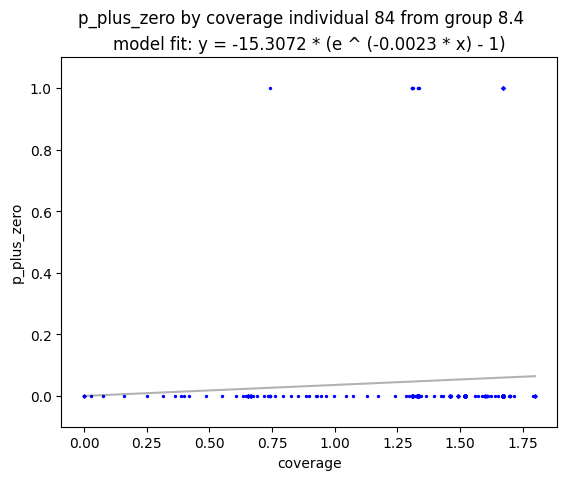 p_plus_zero by coverage individual 84 from group 8.4
model fit: y = -15.3072 * (e ^ (-0.0023 * x) - 1)
1.0
0.8
0.6
0.4
0.2
0.0
p_plus_zero
0.00 0.25 0.50 0.75 1.00 1.25 1.50 1.75
coverage